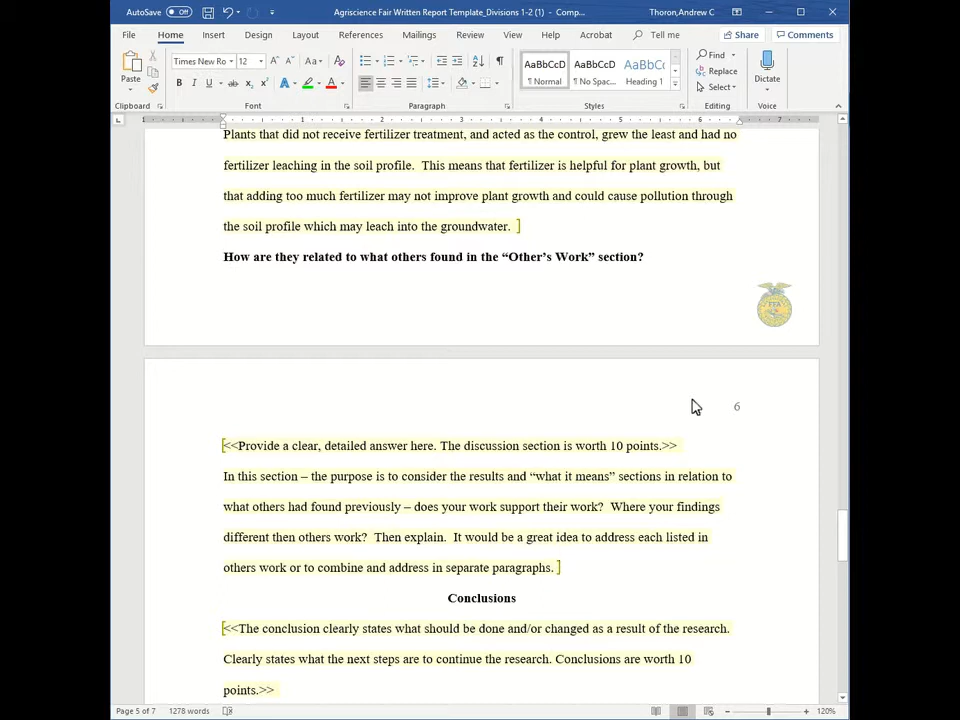 AutoSave Off Agriscience Fair Written Report Template_Divisions 1-2 (1) - Comp... Thoron,Andrew C
File Home Insert Design Layout References Mailings Review View Help Acrobat Tell me Share Comments
Paste Times New Ro 12 Aa AaBbCcD AaBbCcD AaBbCc Find Replace Select Dictate
¶ Normal ¶ No Spac... Heading 1
Clipboard Font Paragraph Styles Editing Voice
1 1 2 3 4 5 6 7
Plants that did not receive fertilizer treatment, and acted as the control, grew the least and had no
fertilizer leaching in the soil profile. This means that fertilizer is helpful for plant growth, but
that adding too much fertilizer may not improve plant growth and could cause pollution through
the soil profile which may leach into the groundwater.
How are they related to what others found in the “Other’s Work” section?
FFA
6
<<Provide a clear, detailed answer here. The discussion section is worth 10 points.>>
In this section – the purpose is to consider the results and “what it means” sections in relation to
what others had found previously – does your work support their work? Where your findings
different then others work? Then explain. It would be a great idea to address each listed in
others work or to combine and address in separate paragraphs.
Conclusions
<<The conclusion clearly states what should be done and/or changed as a result of the research.
Clearly states what the next steps are to continue the research. Conclusions are worth 10
points.>>
Page 5 of 7 1278 words 120%